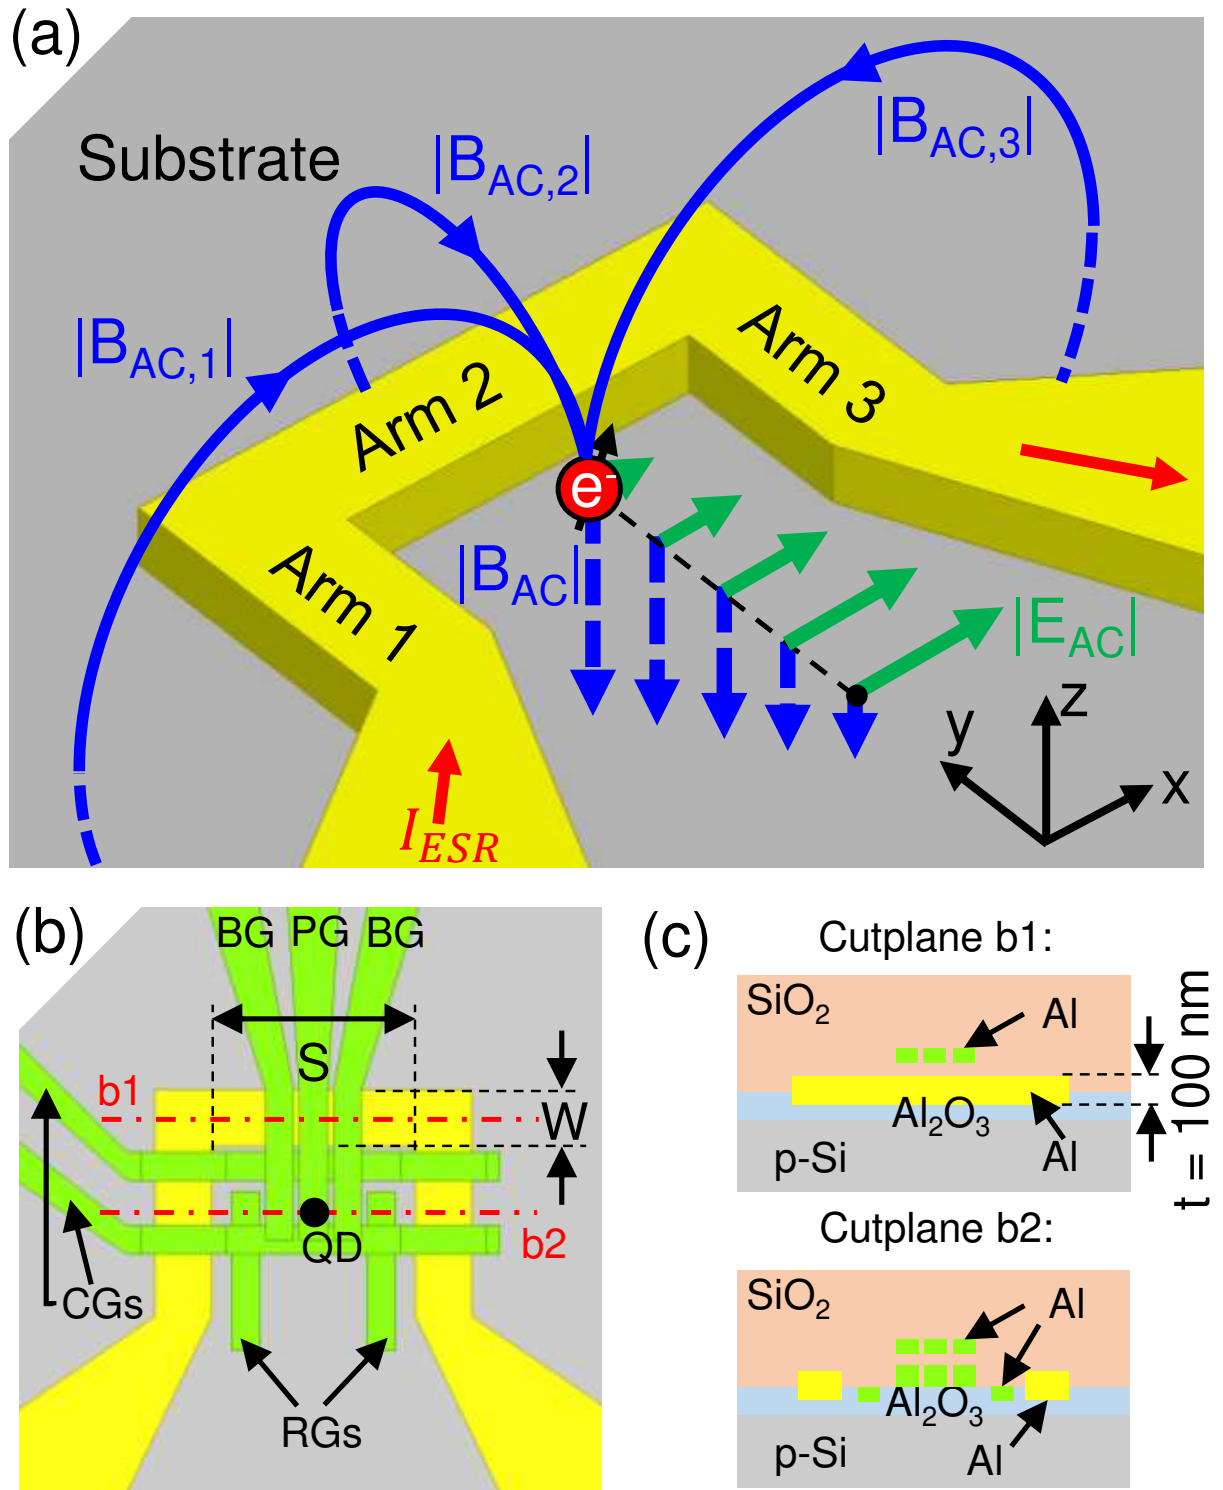 (a)
Substrate
|B_AC,1|
|B_AC,2|
|B_AC,3|
Arm 1
Arm 2
Arm 3
e⁻
|B_AC|
|E_AC|
I_ESR
z
y
x
(b)
BG PG BG
S
b1
W
b2
QD
CGs
RGs
(c)
Cutplane b1:
SiO₂
Al
Al₂O₃
Al
p-Si
t = 100 nm
Cutplane b2:
SiO₂
Al
Al₂O₃
p-Si
Al